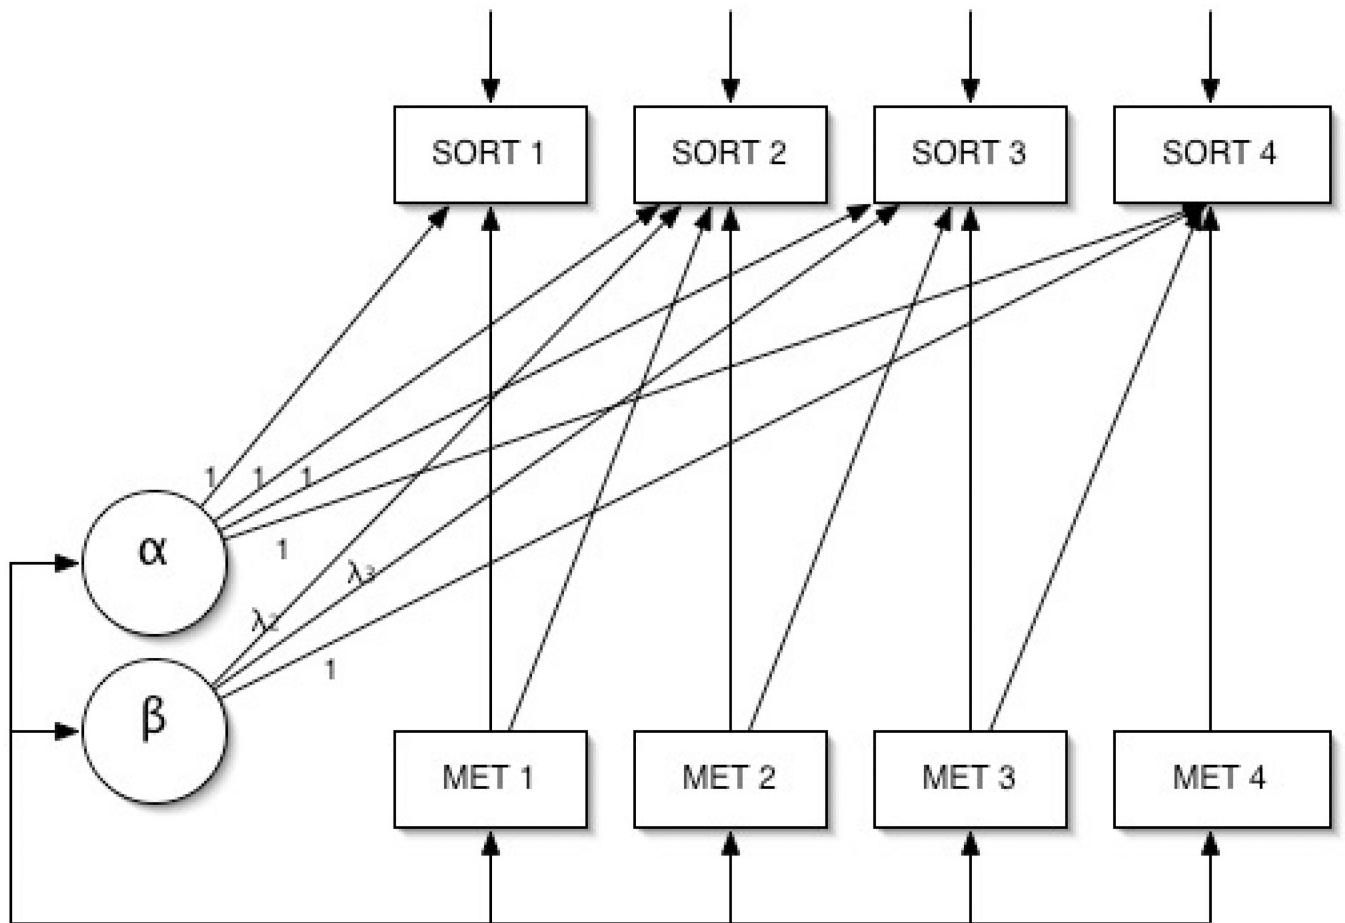 SORT 1 SORT 2 SORT 3 SORT 4
1 1 1
α
1
λ3
λ2
1
β
MET 1 MET 2 MET 3 MET 4